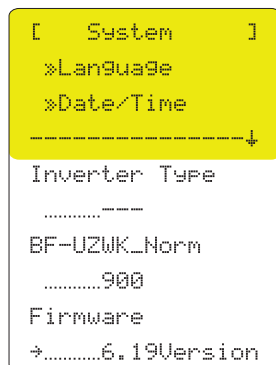 [ System ]
»Language
»Date/Time
---------------↓
Inverter Type
...........---
BF-UZWK_Norm
...........900
Firmware
→...........6.19Version